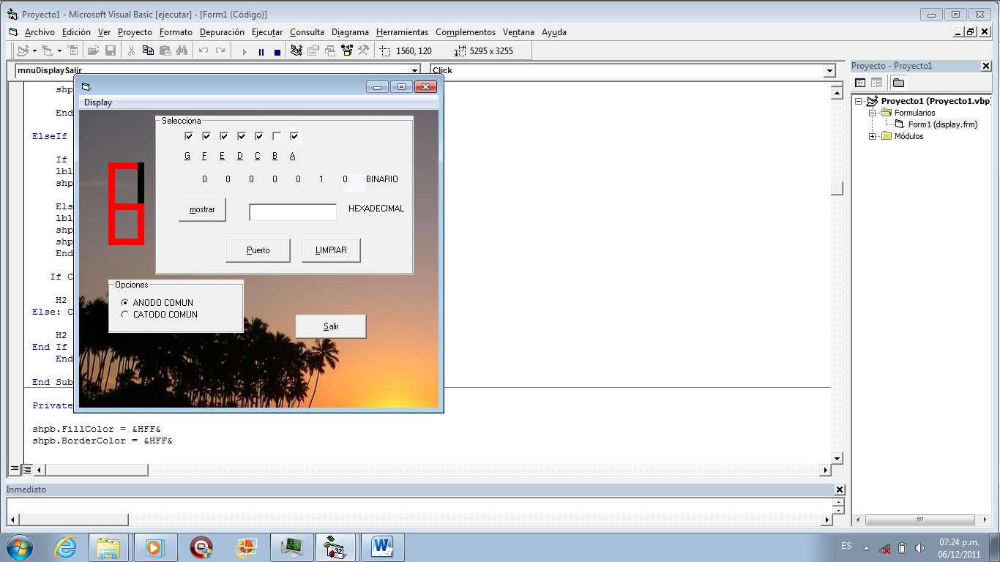 Proyecto1 - Microsoft Visual Basic [ejecutar] - [Form1 (Código)]
Archivo Edición Ver Proyecto Formato Depuración Ejecutar Consulta Diagrama Herramientas Complementos Ventana Ayuda
1560, 120 5295 x 3255
mnuDisplaySalir Click
Proyecto - Proyecto1
Proyecto1 (Proyecto1.vbp)
Formularios
Form1 (display.frm)
Módulos
shp
End
ElseIf
If
lbl
shp
Els
lbl
shp
shp
End
If C
H2
Else: C
H2
End If
End
End Sub
Private
shpb.FillColor = &HFF&
shpb.BorderColor = &HFF&
Display
Selecciona
G F E D C B A
0 0 0 0 0 1 0 BINARIO
mostrar HEXADECIMAL
Puerto LIMPIAR
Opciones
ANODO COMUN
CATODO COMUN
Salir
Inmediato
32
ES 07:24 p.m.
06/12/2011